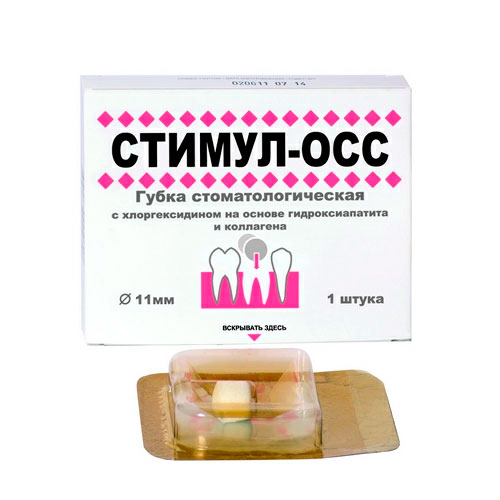 020611 07 14
СТИМУЛ-ОСС
Губка стоматологическая
с хлоргексидином на основе гидроксиапатита
и коллагена
Ø 11мм
1 штука
ВСКРЫВАТЬ ЗДЕСЬ